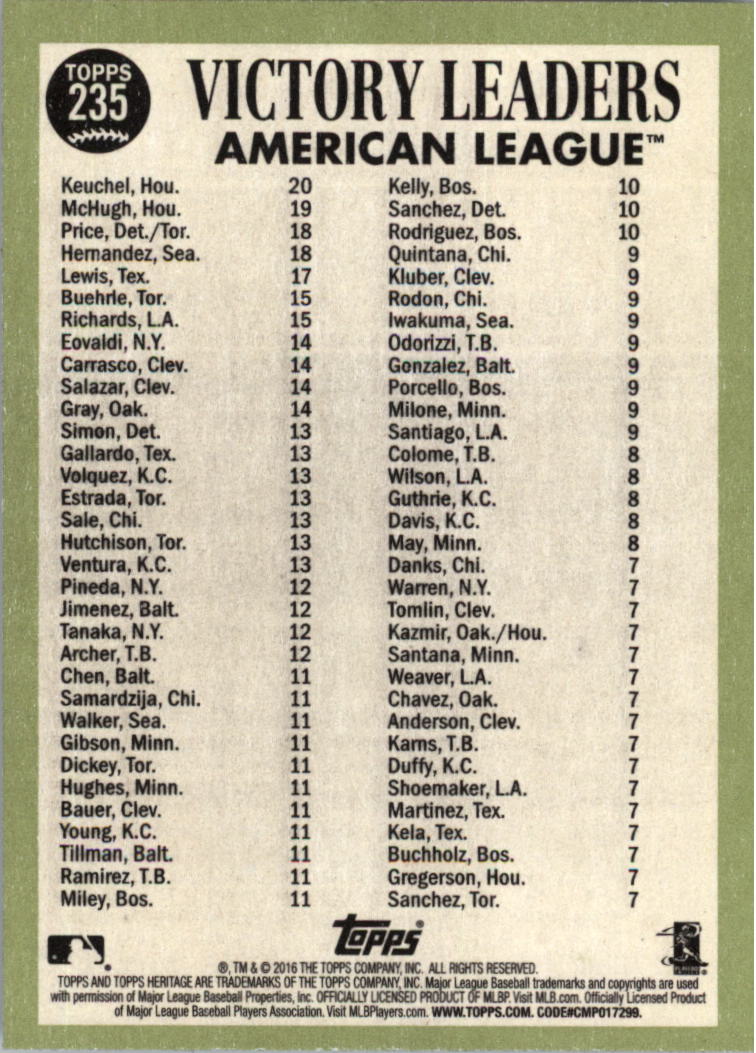 TOPPS
235
VICTORY LEADERS
AMERICAN LEAGUE™
Keuchel, Hou. 20
McHugh, Hou. 19
Price, Det./Tor. 18
Hernandez, Sea. 18
Lewis, Tex. 17
Buehrle, Tor. 15
Richards, L.A. 15
Eovaldi, N.Y. 14
Carrasco, Clev. 14
Salazar, Clev. 14
Gray, Oak. 14
Simon, Det. 13
Gallardo, Tex. 13
Volquez, K.C. 13
Estrada, Tor. 13
Sale, Chi. 13
Hutchison, Tor. 13
Ventura, K.C. 13
Pineda, N.Y. 12
Jimenez, Balt. 12
Tanaka, N.Y. 12
Archer, T.B. 12
Chen, Balt. 11
Samardzija, Chi. 11
Walker, Sea. 11
Gibson, Minn. 11
Dickey, Tor. 11
Hughes, Minn. 11
Bauer, Clev. 11
Young, K.C. 11
Tillman, Balt. 11
Ramirez, T.B. 11
Miley, Bos. 11
Kelly, Bos. 10
Sanchez, Det. 10
Rodriguez, Bos. 10
Quintana, Chi. 9
Kluber, Clev. 9
Rodon, Chi. 9
Iwakuma, Sea. 9
Odorizzi, T.B. 9
Gonzalez, Balt. 9
Porcello, Bos. 9
Milone, Minn. 9
Santiago, L.A. 9
Colome, T.B. 8
Wilson, L.A. 8
Guthrie, K.C. 8
Davis, K.C. 8
May, Minn. 8
Danks, Chi. 7
Warren, N.Y. 7
Tomlin, Clev. 7
Kazmir, Oak./Hou. 7
Santana, Minn. 7
Weaver, L.A. 7
Chavez, Oak. 7
Anderson, Clev. 7
Karns, T.B. 7
Duffy, K.C. 7
Shoemaker, L.A. 7
Martinez, Tex. 7
Kela, Tex. 7
Buchholz, Bos. 7
Gregerson, Hou. 7
Sanchez, Tor. 7
Topps®
®, TM & © 2016 THE TOPPS COMPANY, INC. ALL RIGHTS RESERVED.
TOPPS AND TOPPS HERITAGE ARE TRADEMARKS OF THE TOPPS COMPANY, INC. Major League Baseball trademarks and copyrights are used
with permission of Major League Baseball Properties, Inc. OFFICIALLY LICENSED PRODUCT OF MLBP. Visit MLB.com. Officially Licensed Product
of Major League Baseball Players Association. Visit MLBPlayers.com. WWW.TOPPS.COM. CODE#CMP017299.